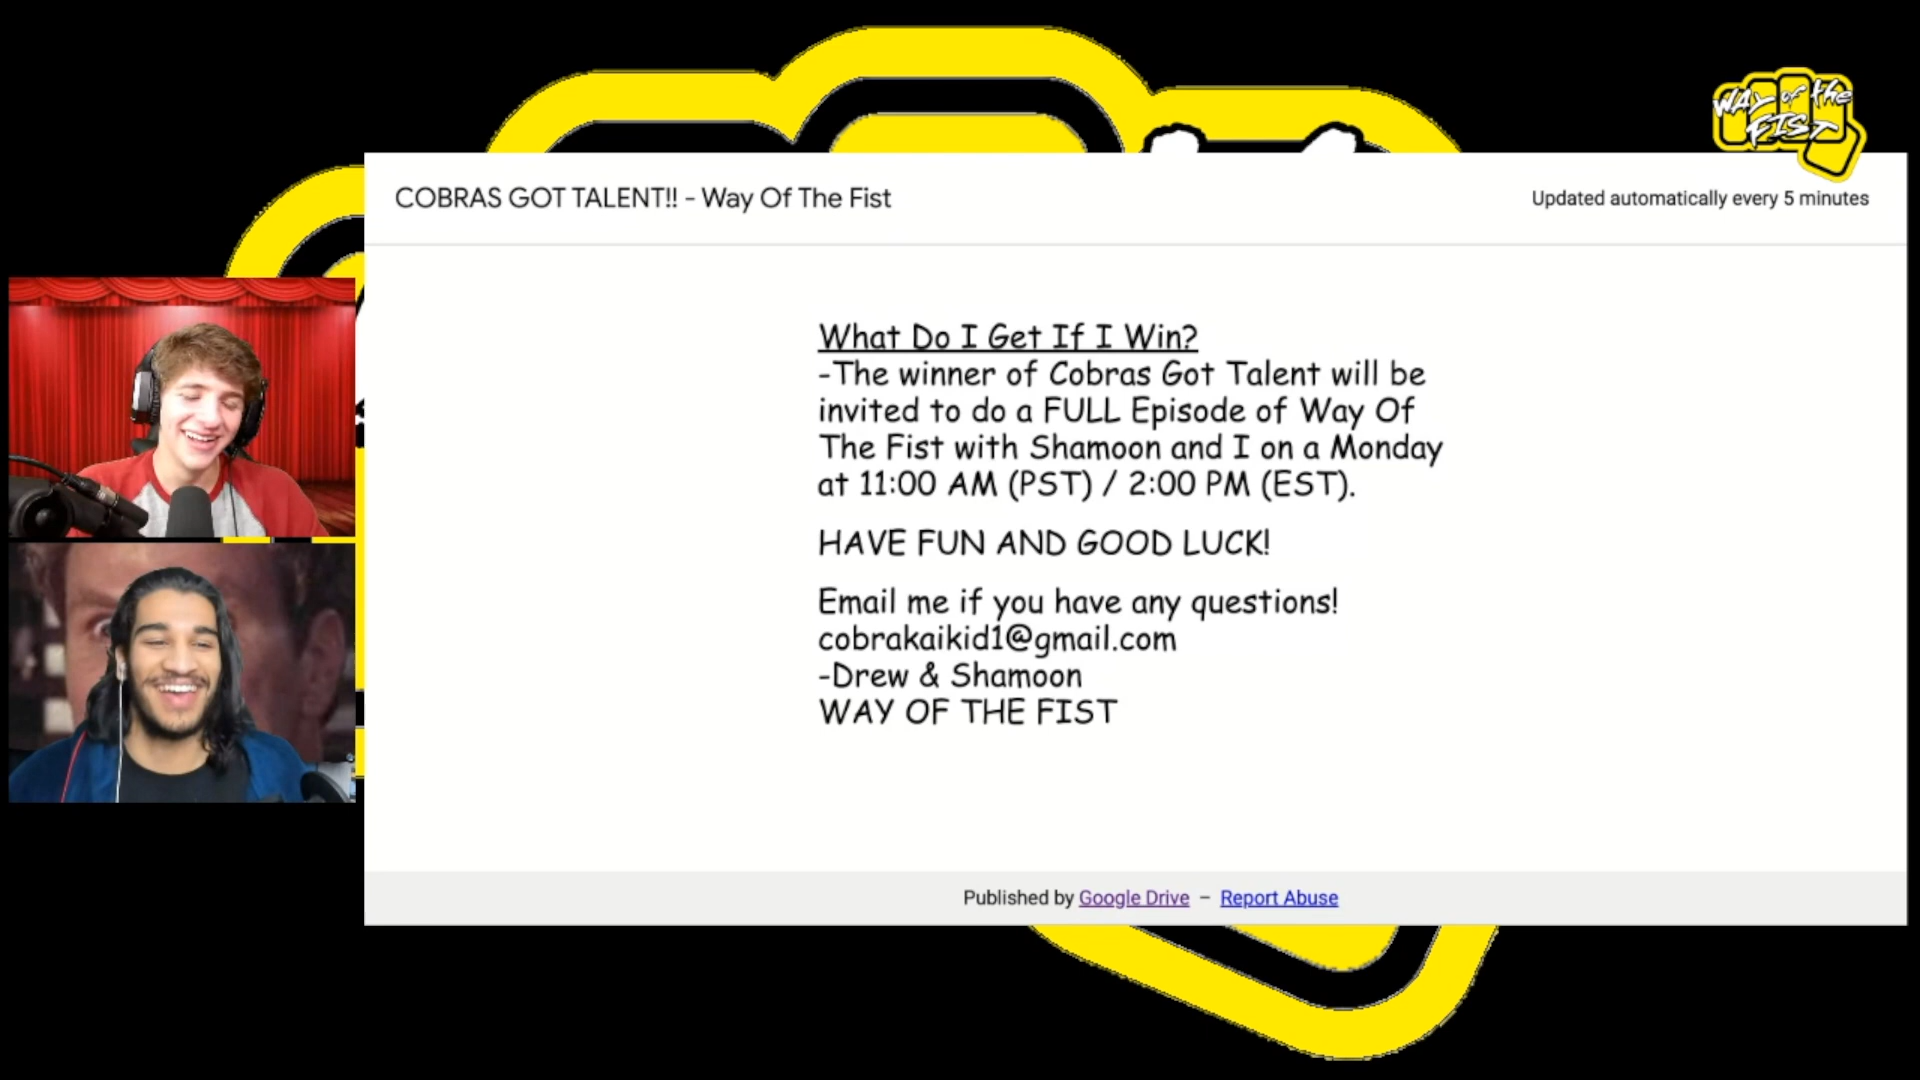 WAY of the
FIST
COBRAS GOT TALENT!! - Way Of The Fist
Updated automatically every 5 minutes
What Do I Get If I Win?
-The winner of Cobras Got Talent will be
invited to do a FULL Episode of Way Of
The Fist with Shamoon and I on a Monday
at 11:00 AM (PST) / 2:00 PM (EST).
HAVE FUN AND GOOD LUCK!
Email me if you have any questions!
cobrakaikid1@gmail.com
-Drew & Shamoon
WAY OF THE FIST
Published by Google Drive – Report Abuse